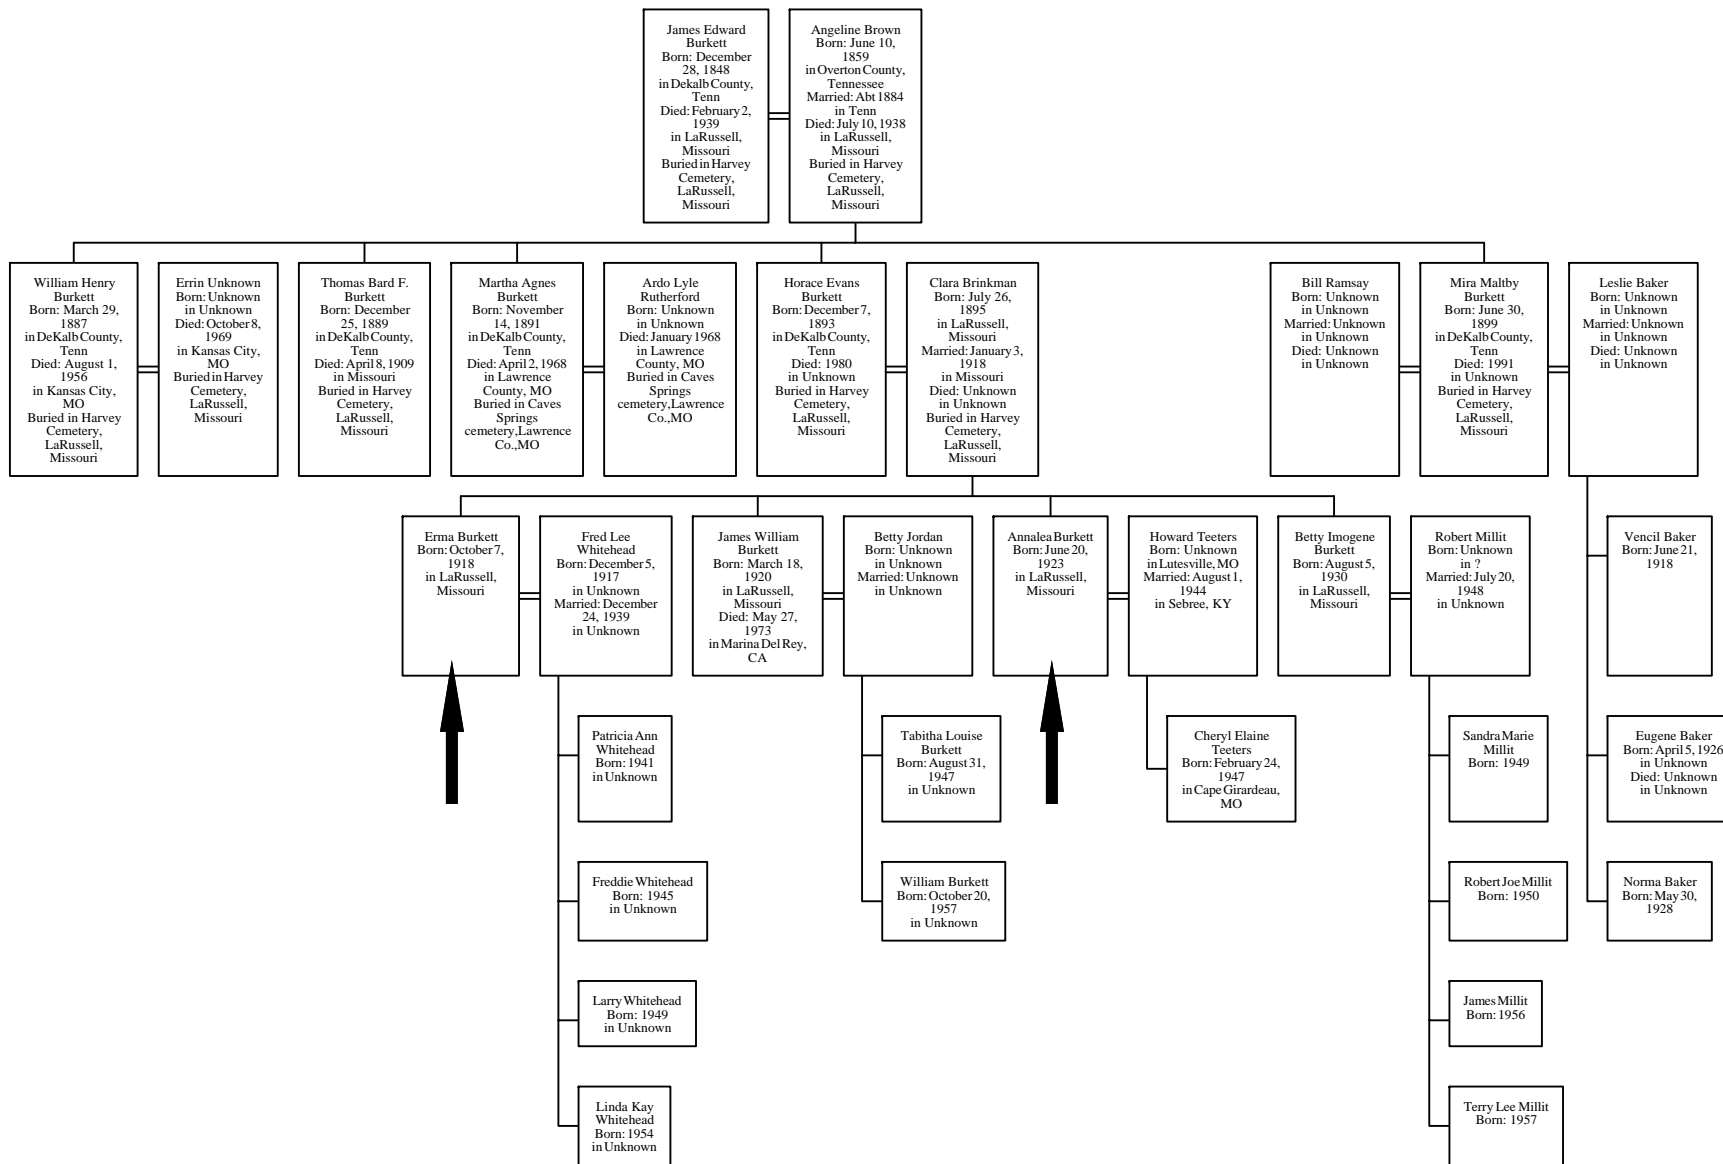 James Edward
Burkett
Born: December
28, 1848
in Dekalb County,
Tenn
Died: February 2,
1939
in LaRussell,
Missouri
Buried in Harvey
Cemetery,
LaRussell,
Missouri
Angeline Brown
Born: June 10,
1859
in Overton County,
Tennessee
Married: Abt 1884
in Tenn
Died: July 10, 1938
in LaRussell,
Missouri
Buried in Harvey
Cemetery,
LaRussell,
Missouri
William Henry
Burkett
Born: March 29,
1887
in DeKalb County,
Tenn
Died: August 1,
1956
in Kansas City,
MO
Buried in Harvey
Cemetery,
LaRussell,
Missouri
Errin Unknown
Born: Unknown
in Unknown
Died: October 8,
1969
in Kansas City,
MO
Buried in Harvey
Cemetery,
LaRussell,
Missouri
Thomas Bard F.
Burkett
Born: December
25, 1889
in DeKalb County,
Tenn
Died: April 8, 1909
in Missouri
Buried in Harvey
Cemetery,
LaRussell,
Missouri
Martha Agnes
Burkett
Born: November
14, 1891
in DeKalb County,
Tenn
Died: April 2, 1968
in Lawrence
County, MO
Buried in Caves
Springs
cemetery,Lawrence
Co.,MO
Ardo Lyle
Rutherford
Born: Unknown
in Unknown
Died: January 1968
in Lawrence
County, MO
Buried in Caves
Springs
cemetery,Lawrence
Co.,MO
Horace Evans
Burkett
Born: December 7,
1893
in DeKalb County,
Tenn
Died: 1980
in Unknown
Buried in Harvey
Cemetery,
LaRussell,
Missouri
Clara Brinkman
Born: July 26,
1895
in LaRussell,
Missouri
Married: January 3,
1918
in Missouri
Died: Unknown
in Unknown
Buried in Harvey
Cemetery,
LaRussell,
Missouri
Bill Ramsay
Born: Unknown
in Unknown
Married: Unknown
in Unknown
Died: Unknown
in Unknown
Mira Maltby
Burkett
Born: June 30,
1899
in DeKalb County,
Tenn
Died: 1991
in Unknown
Buried in Harvey
Cemetery,
LaRussell,
Missouri
Leslie Baker
Born: Unknown
in Unknown
Married: Unknown
in Unknown
Died: Unknown
in Unknown
Erma Burkett
Born: October 7,
1918
in LaRussell,
Missouri
Fred Lee
Whitehead
Born: December 5,
1917
in Unknown
Married: December
24, 1939
in Unknown
James William
Burkett
Born: March 18,
1920
in LaRussell,
Missouri
Died: May 27,
1973
in Marina Del Rey,
CA
Betty Jordan
Born: Unknown
in Unknown
Married: Unknown
in Unknown
Annalea Burkett
Born: June 20,
1923
in LaRussell,
Missouri
Howard Teeters
Born: Unknown
in Lutesville, MO
Married: August 1,
1944
in Sebree, KY
Betty Imogene
Burkett
Born: August 5,
1930
in LaRussell,
Missouri
Robert Millit
Born: Unknown
in ?
Married: July 20,
1948
in Unknown
Vencil Baker
Born: June 21,
1918
Patricia Ann
Whitehead
Born: 1941
in Unknown
Tabitha Louise
Burkett
Born: August 31,
1947
in Unknown
Cheryl Elaine
Teeters
Born: February 24,
1947
in Cape Girardeau,
MO
Sandra Marie
Millit
Born: 1949
Eugene Baker
Born: April 5, 1926
in Unknown
Died: Unknown
in Unknown
Freddie Whitehead
Born: 1945
in Unknown
William Burkett
Born: October 20,
1957
in Unknown
Robert Joe Millit
Born: 1950
Norma Baker
Born: May 30,
1928
Larry Whitehead
Born: 1949
in Unknown
James Millit
Born: 1956
Linda Kay
Whitehead
Born: 1954
in Unknown
Terry Lee Millit
Born: 1957